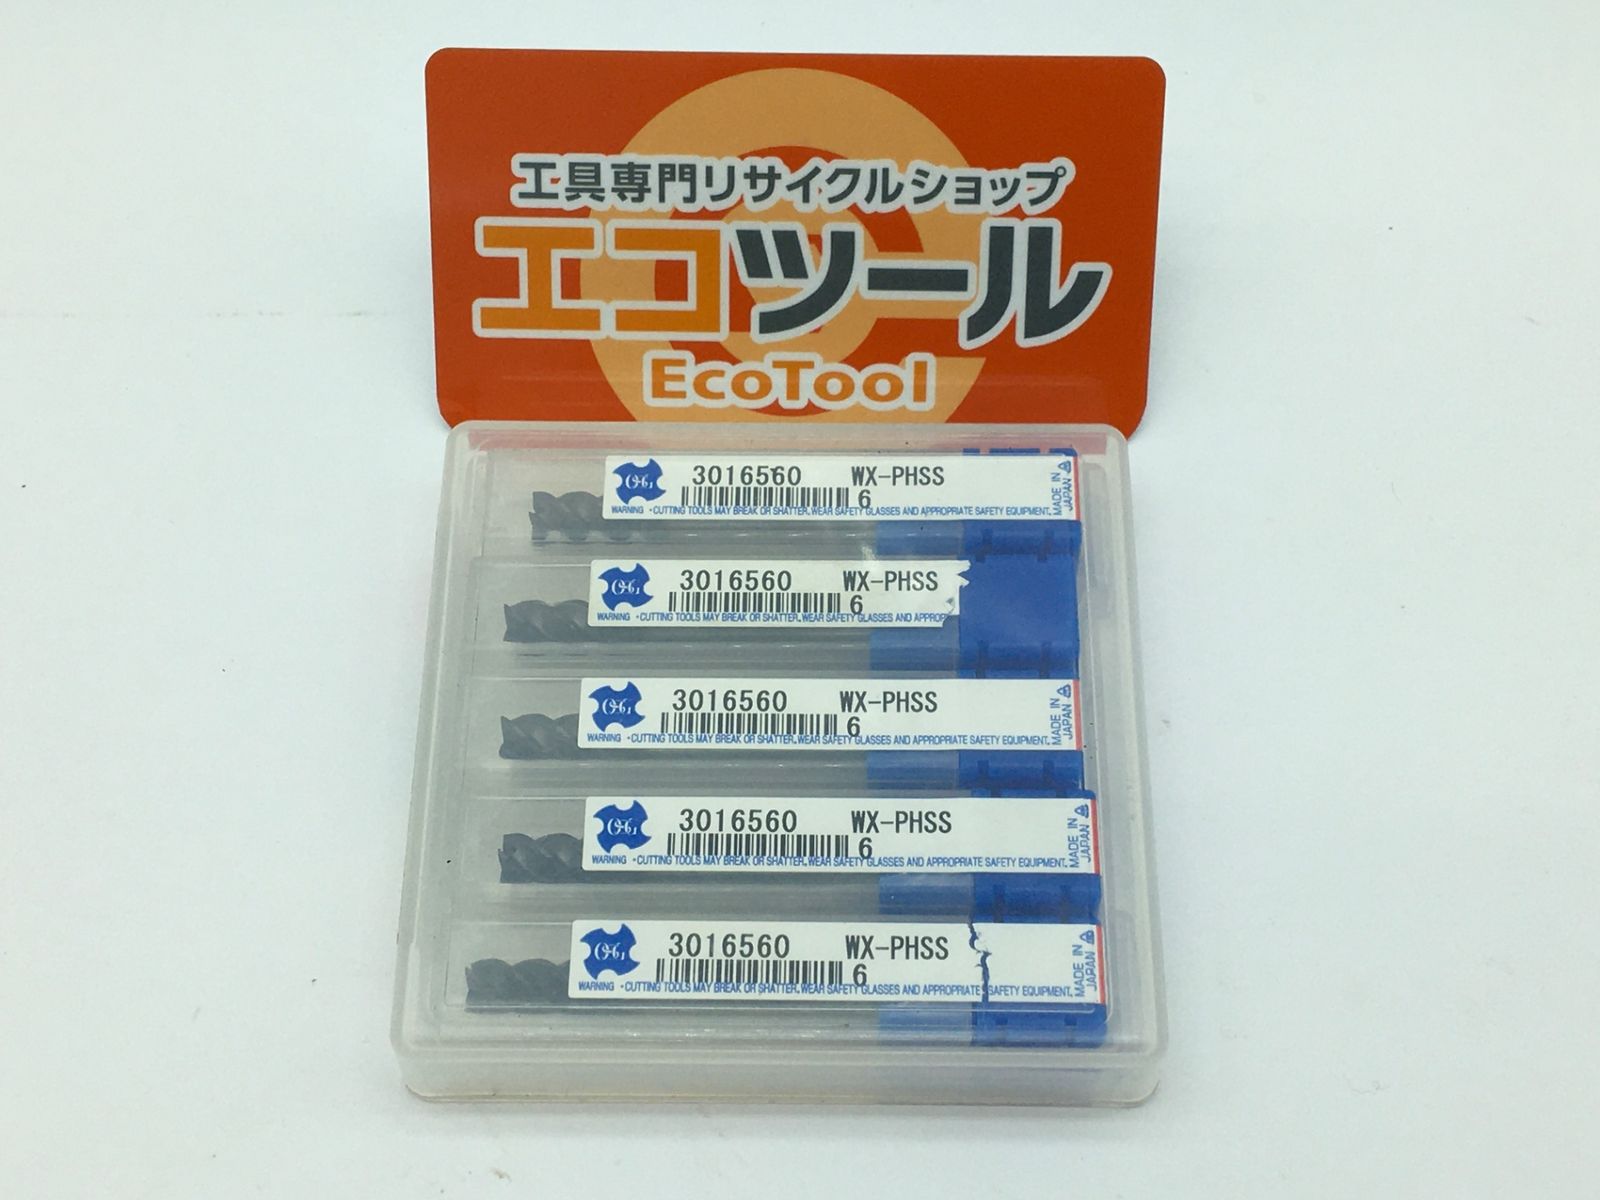 工具専門リサイクルショップ
エコツール
EcoTool
OSG 3016560 WX-PHSS
6
WARNING ・CUTTING TOOLS MAY BREAK OR SHATTER. WEAR SAFETY GLASSES AND APPROPRIATE SAFETY EQUIPMENT.
MADE IN
JAPAN
OSG 3016560 WX-PHSS
6
WARNING ・CUTTING TOOLS MAY BREAK OR SHATTER. WEAR SAFETY GLASSES AND APPROP
OSG 3016560 WX-PHSS
6
WARNING ・CUTTING TOOLS MAY BREAK OR SHATTER. WEAR SAFETY GLASSES AND APPROPRIATE SAFETY EQUIPMENT.
MADE IN
JAPAN
OSG 3016560 WX-PHSS
6
WARNING ・CUTTING TOOLS MAY BREAK OR SHATTER. WEAR SAFETY GLASSES AND APPROPRIATE SAFETY EQUIPMENT.
MADE IN
JAPAN
OSG 3016560 WX-PHSS
6
WARNING ・CUTTING TOOLS MAY BREAK OR SHATTER. WEAR SAFETY GLASSES AND APPROPRIATE SAFETY EQUIPMENT.
MADE IN
JAPAN